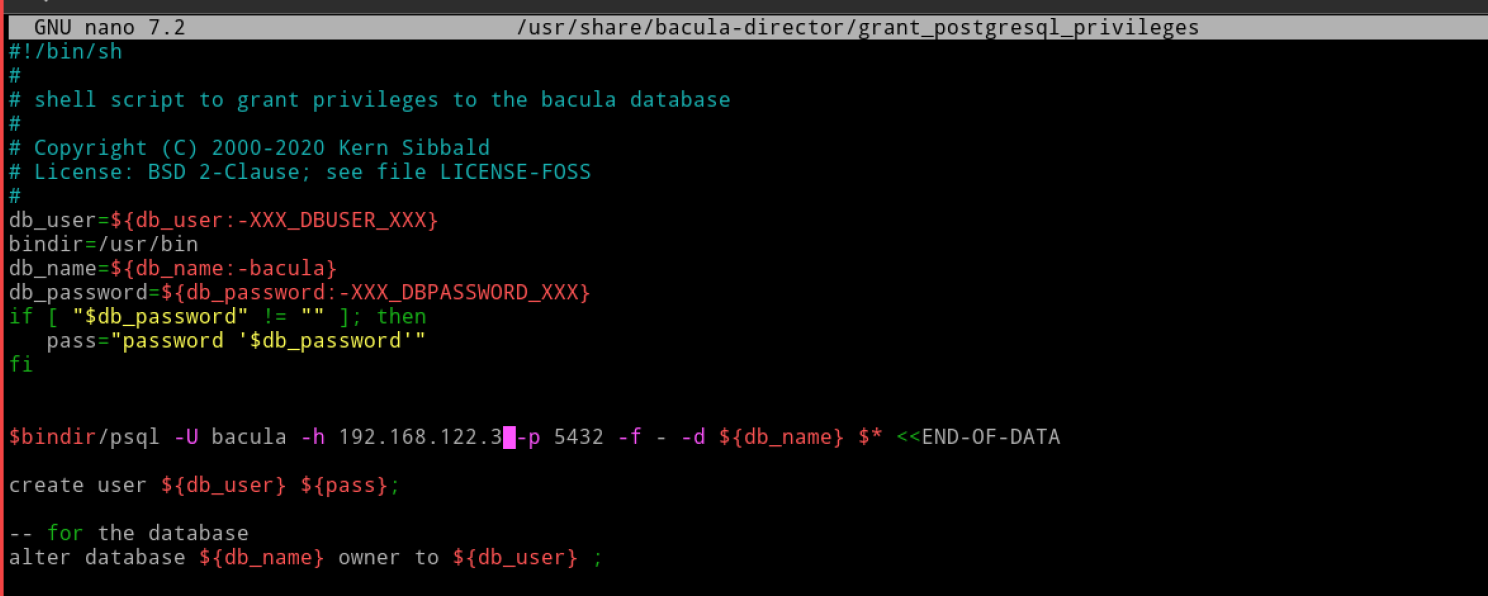 GNU nano 7.2 /usr/share/bacula-director/grant_postgresql_privileges
#!/bin/sh
#
# shell script to grant privileges to the bacula database
#
# Copyright (C) 2000-2020 Kern Sibbald
# License: BSD 2-Clause; see file LICENSE-FOSS
#
db_user=${db_user:-XXX_DBUSER_XXX}
bindir=/usr/bin
db_name=${db_name:-bacula}
db_password=${db_password:-XXX_DBPASSWORD_XXX}
if [ "$db_password" != "" ]; then
   pass="password '$db_password'"
fi
$bindir/psql -U bacula -h 192.168.122.3 -p 5432 -f - -d ${db_name} $* <<END-OF-DATA
create user ${db_user} ${pass};
-- for the database
alter database ${db_name} owner to ${db_user} ;